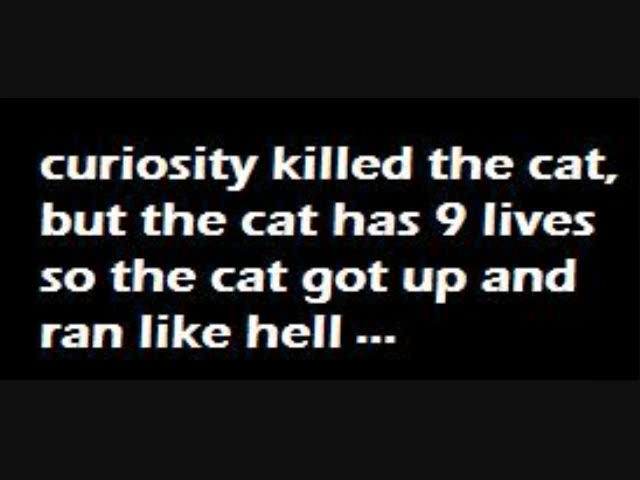 curiosity killed the cat,
but the cat has 9 lives
so the cat got up and
ran like hell ---